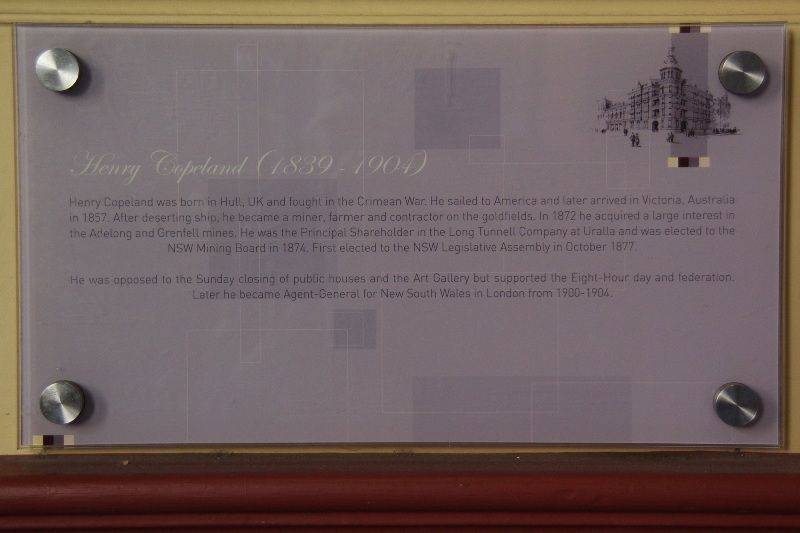 Henry Copeland (1839 - 1904)
Henry Copeland was born in Hull, UK and fought in the Crimean War. He sailed to America and later arrived in Victoria, Australia
in 1857. After deserting ship, he became a miner, farmer and contractor on the goldfields. In 1872 he acquired a large interest in
the Adelong and Grenfell mines. He was the Principal Shareholder in the Long Tunnell Company at Uralla and was elected to the
NSW Mining Board in 1874. First elected to the NSW Legislative Assembly in October 1877.
He was opposed to the Sunday closing of public houses and the Art Gallery but supported the Eight-Hour day and federation.
Later he became Agent-General for New South Wales in London from 1900-1904.